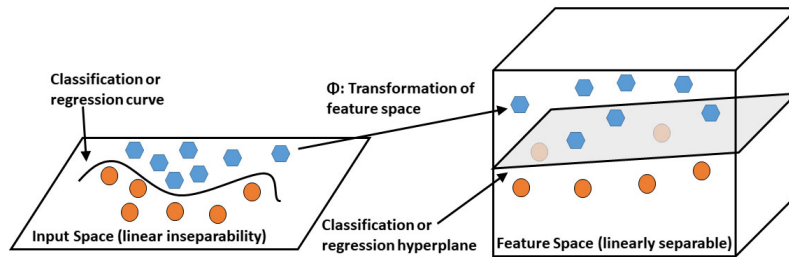 Classification or
regression curve
Φ: Transformation of
feature space
Input Space (linear inseparability)
Classification or
regression hyperplane
Feature Space (linearly separable)